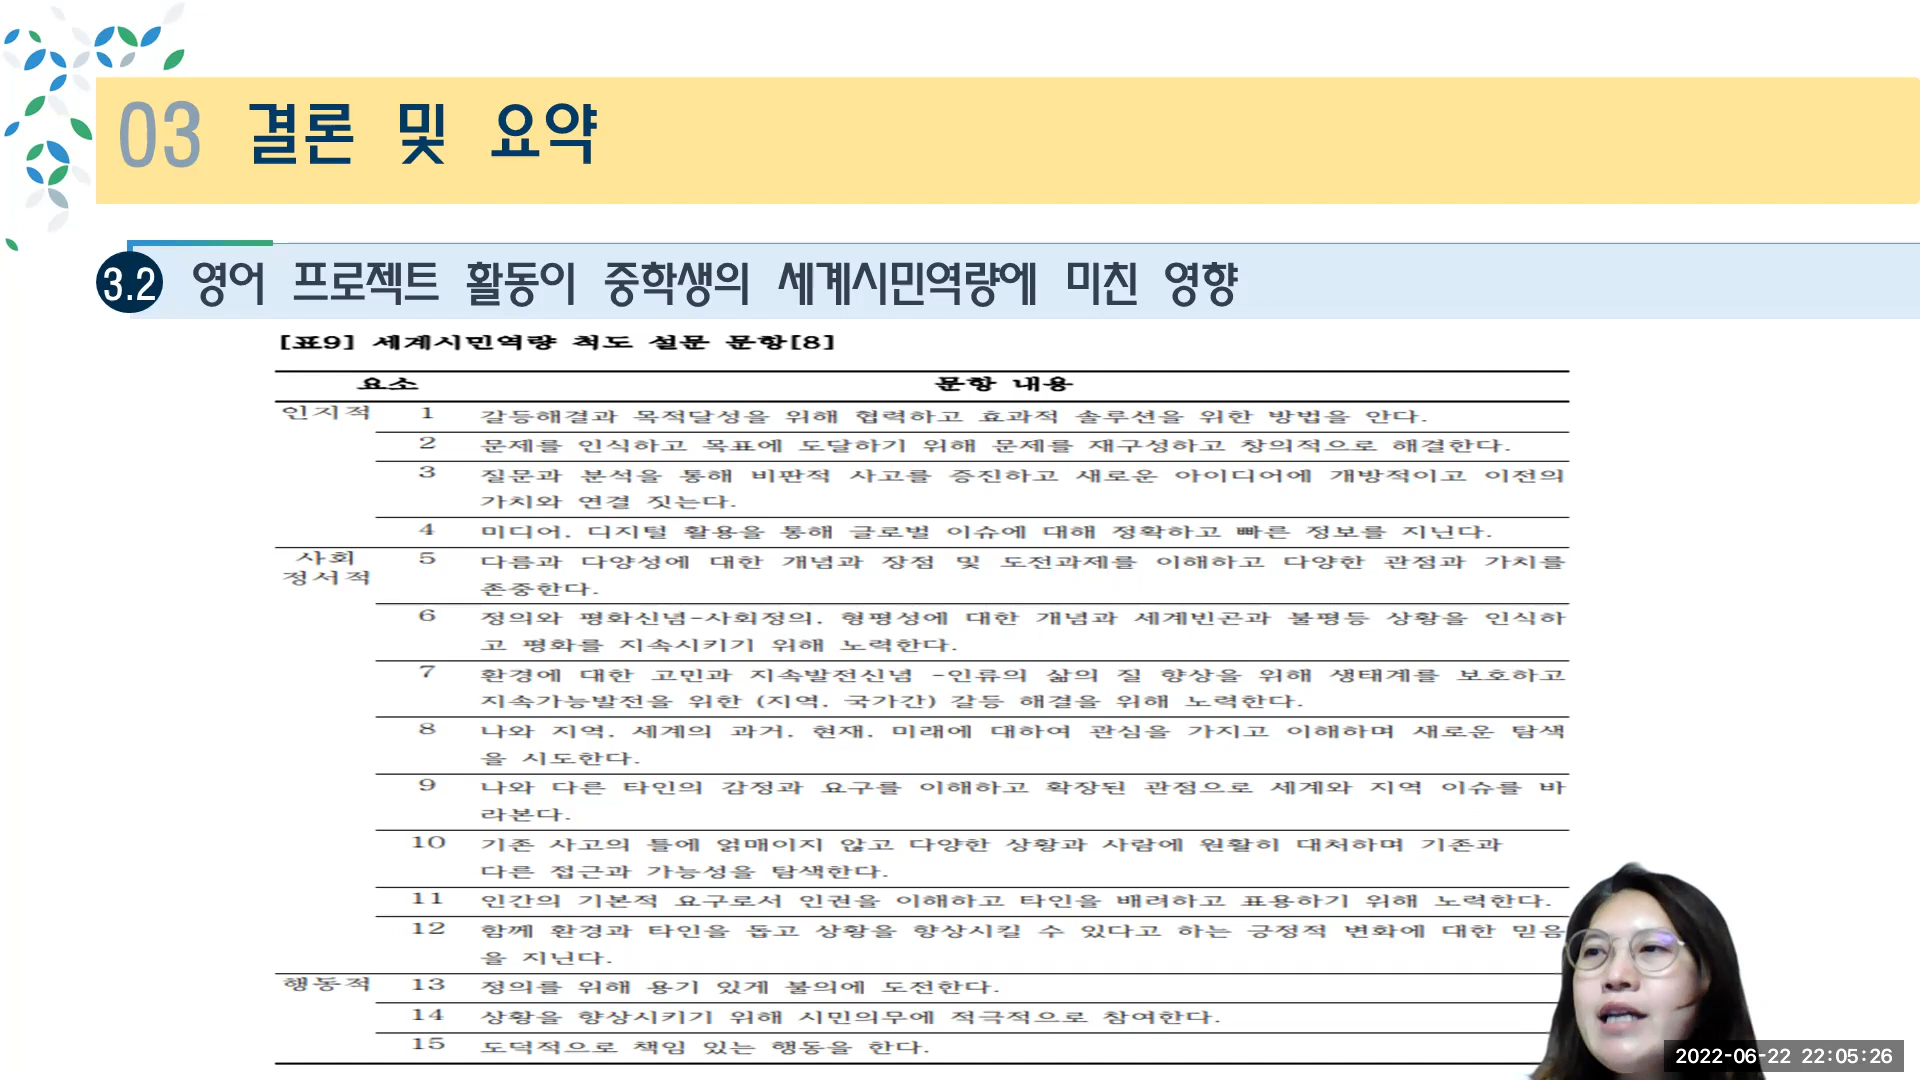 03 결론 및 요약
3.2 영어 프로젝트 활동이 중학생의 세계시민역량에 미친 영향
[표9] 세계시민역량 척도 설문 문항[8]
요소 문항 내용
인지적 1 갈등해결과 목적달성을 위해 협력하고 효과적 솔루션을 위한 방법을 안다.
2 문제를 인식하고 목표에 도달하기 위해 문제를 재구성하고 창의적으로 해결한다.
3 질문과 분석을 통해 비판적 사고를 증진하고 새로운 아이디어에 개방적이고 이전의
가치와 연결 짓는다.
4 미디어, 디지털 활용을 통해 글로벌 이슈에 대해 정확하고 빠른 정보를 지닌다.
사회
정서적
5 다름과 다양성에 대한 개념과 장점 및 도전과제를 이해하고 다양한 관점과 가치를
존중한다.
6 정의와 평화신념-사회정의, 형평성에 대한 개념과 세계빈곤과 불평등 상황을 인식하
고 평화를 지속시키기 위해 노력한다.
7 환경에 대한 고민과 지속발전신념 -인류의 삶의 질 향상을 위해 생태계를 보호하고
지속가능발전을 위한 (지역, 국가간) 갈등 해결을 위해 노력한다.
8 나와 지역, 세계의 과거, 현재, 미래에 대하여 관심을 가지고 이해하며 새로운 탐색
을 시도한다.
9 나와 다른 타인의 감정과 요구를 이해하고 확장된 관점으로 세계와 지역 이슈를 바
라본다.
10 기존 사고의 틀에 얽매이지 않고 다양한 상황과 사람에 원활히 대처하며 기존과
다른 접근과 가능성을 탐색한다.
11 인간의 기본적 요구로서 인권을 이해하고 타인을 배려하고 표용하기 위해 노력한다.
12 함께 환경과 타인을 돕고 상황을 향상시킬 수 있다고 하는 긍정적 변화에 대한 믿음
을 지닌다.
행동적 13 정의를 위해 용기 있게 불의에 도전한다.
14 상황을 향상시키기 위해 시민의무에 적극적으로 참여한다.
15 도덕적으로 책임 있는 행동을 한다.
2022-06-22 22:05:26